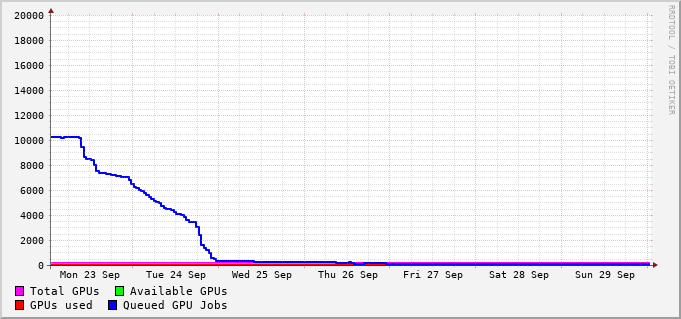 20000
18000
16000
14000
12000
10000
8000
6000
4000
2000
0
Mon 23 Sep Tue 24 Sep Wed 25 Sep Thu 26 Sep Fri 27 Sep Sat 28 Sep Sun 29 Sep
Total GPUs Available GPUs
GPUs used Queued GPU Jobs
RRDTOOL / TOBI OETIKER